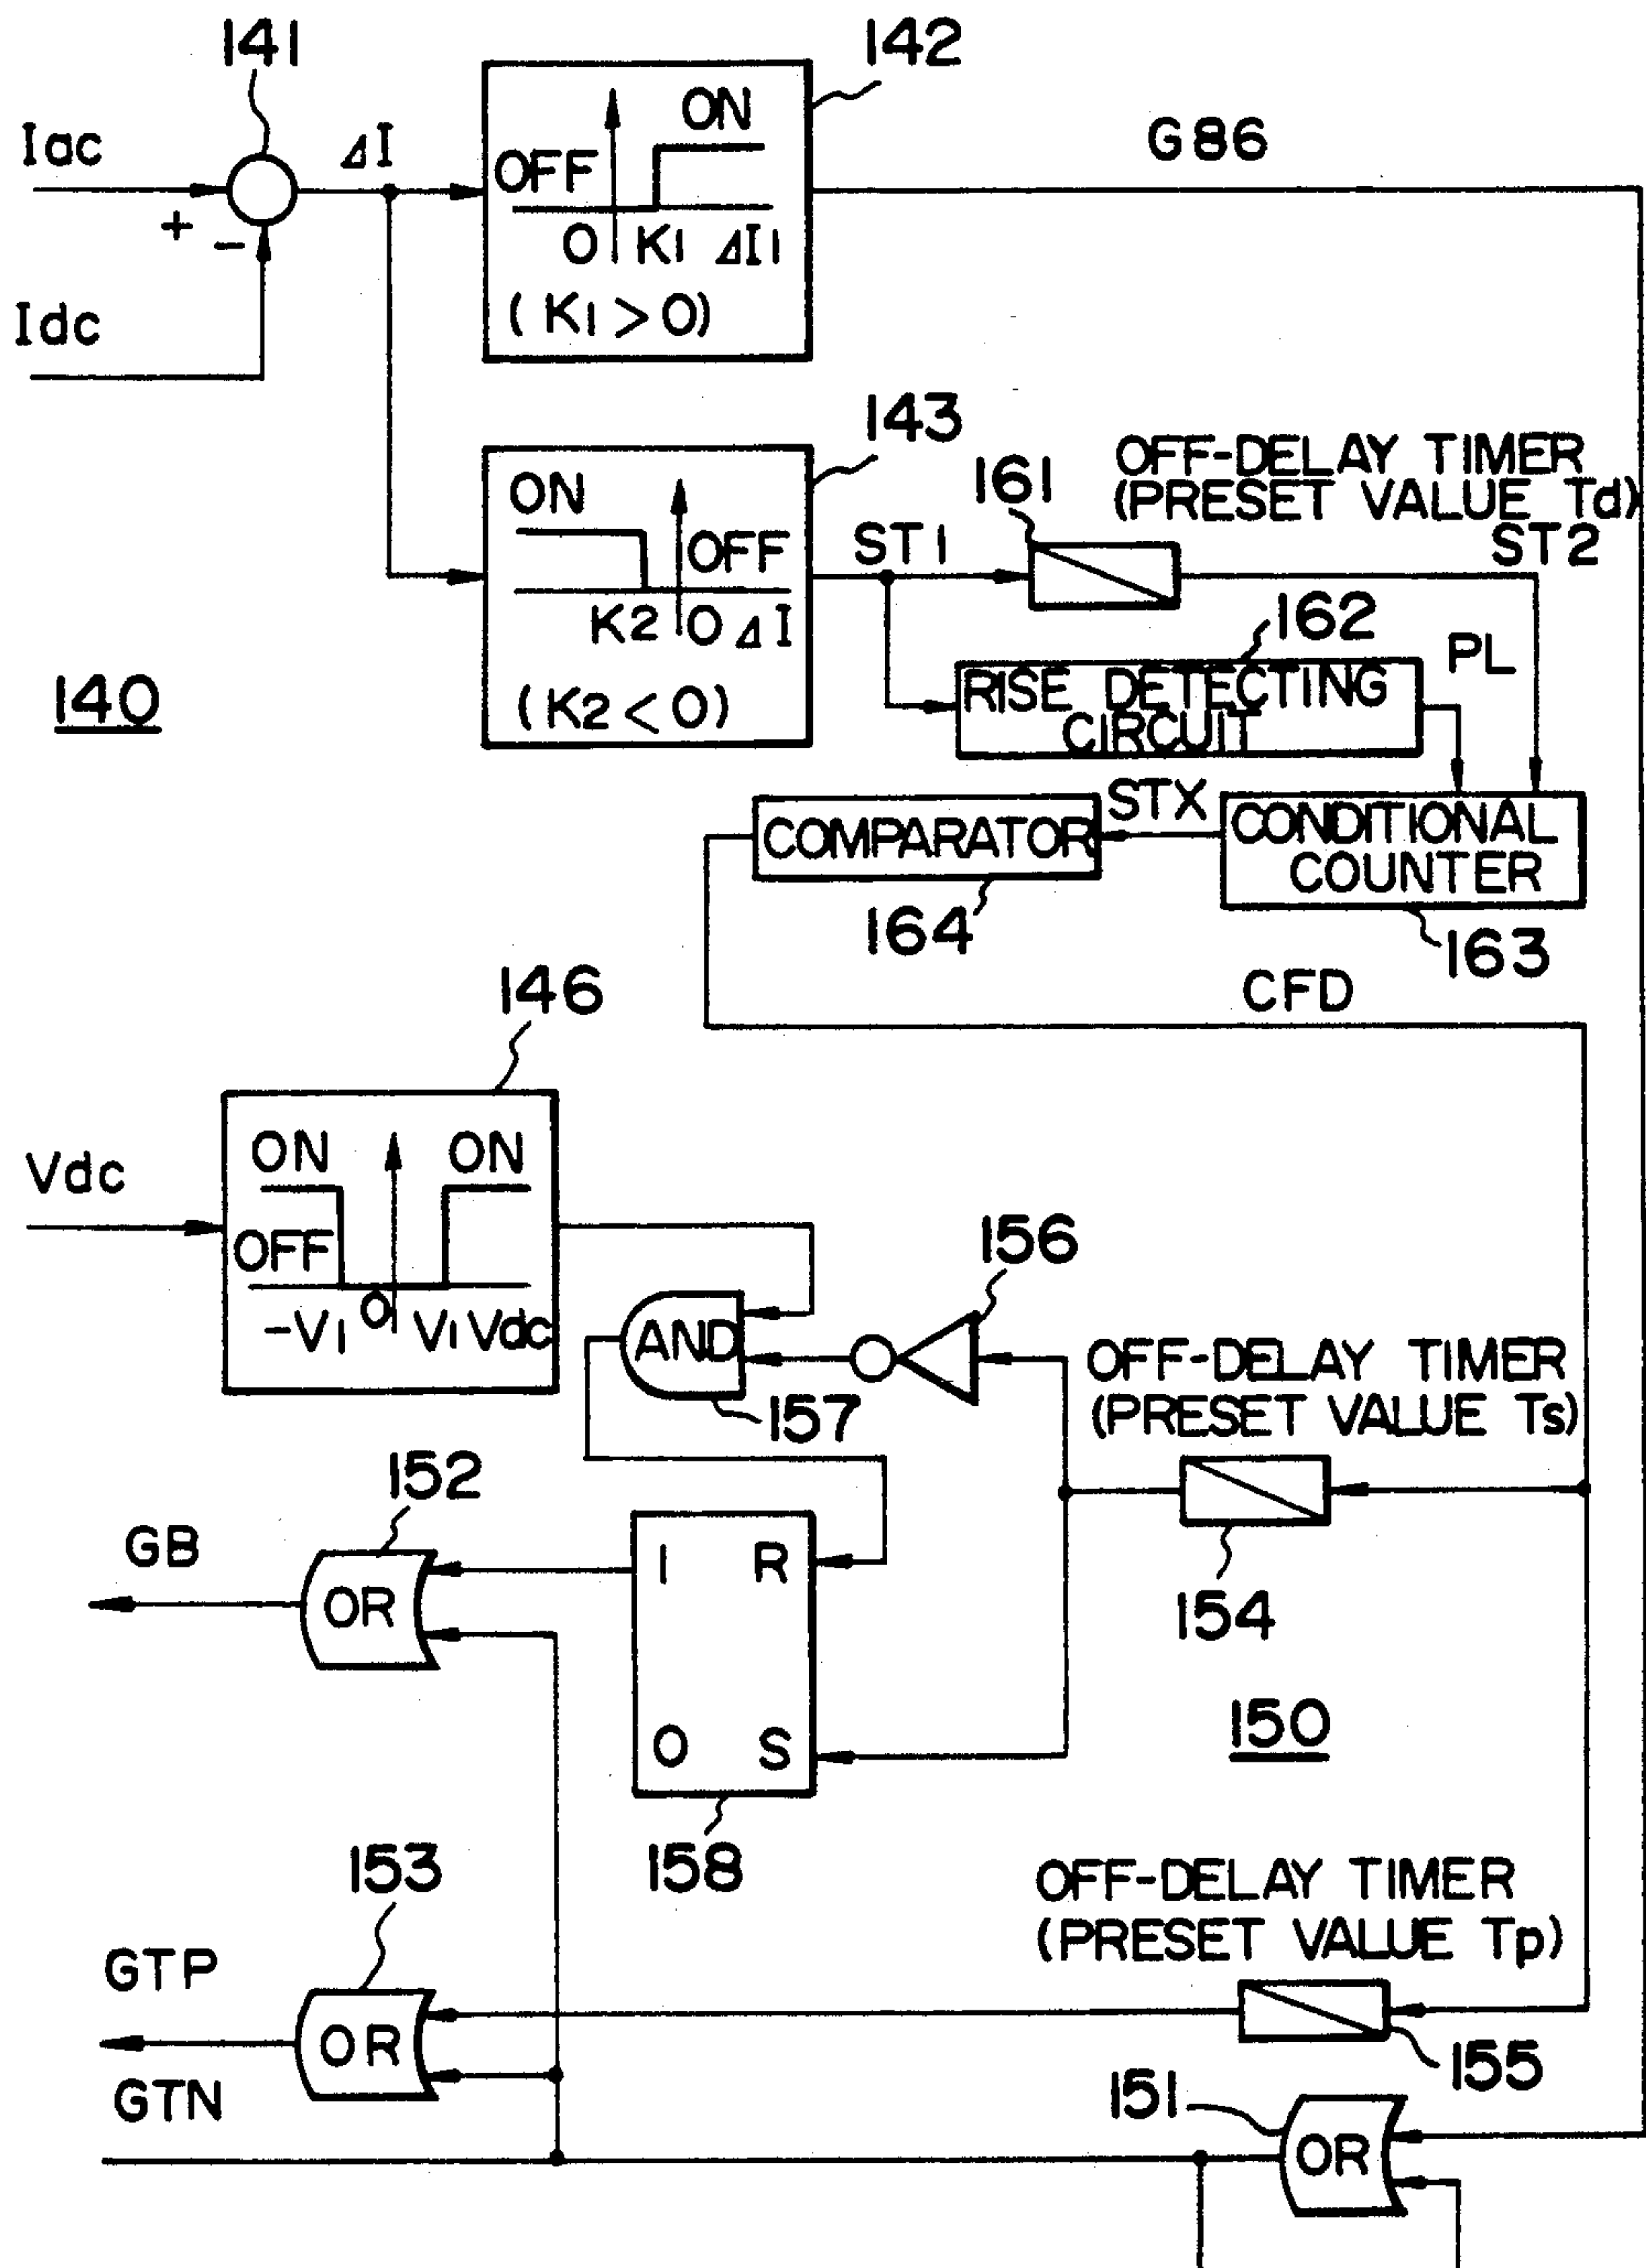 141
142
Iac
ΔI
+
-
Idc
OFF
ON
O K1 ΔI1
(K1 > O)
G86
143
ON
OFF
K2 O ΔI
(K2 < O)
140
ST1
161
OFF-DELAY TIMER
(PRESET VALUE Td)
ST2
162
RISE DETECTING
CIRCUIT
PL
COMPARATOR
STX
CONDITIONAL
COUNTER
164
163
CFD
146
Vdc
ON
ON
OFF
-V1 O V1 Vdc
156
AND
157
OFF-DELAY TIMER
(PRESET VALUE Ts)
154
152
GB
OR
I R
O S
158
150
153
GTP
OR
GTN
OFF-DELAY TIMER
(PRESET VALUE Tp)
155
151
OR